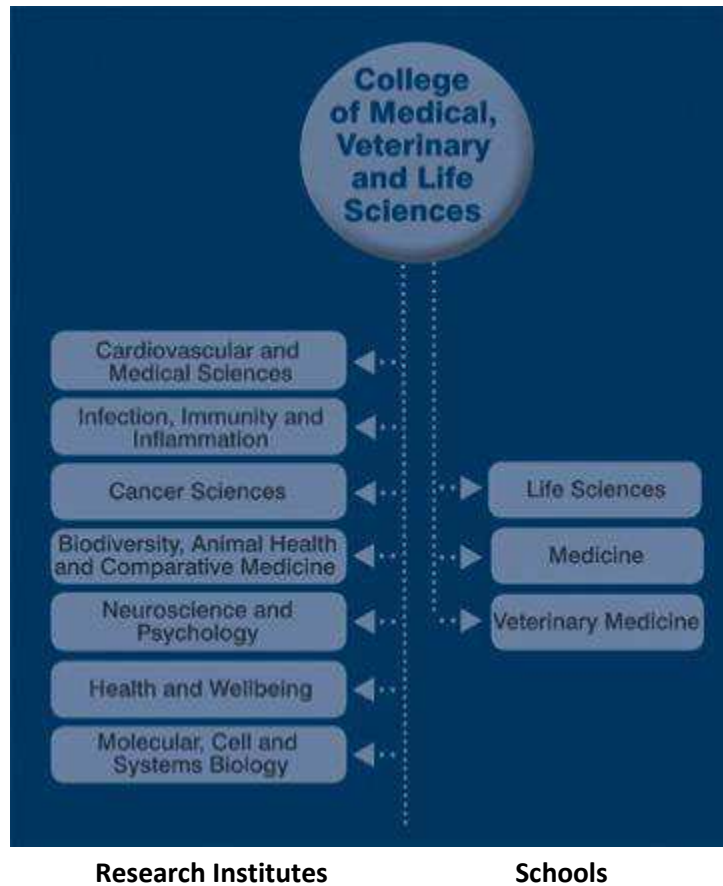 College
of Medical,
Veterinary
and Life
Sciences
Cardiovascular and
Medical Sciences
Infection, Immunity and
Inflammation
Cancer Sciences
Biodiversity, Animal Health
and Comparative Medicine
Neuroscience and
Psychology
Health and Wellbeing
Molecular, Cell and
Systems Biology
Life Sciences
Medicine
Veterinary Medicine
Research Institutes
Schools